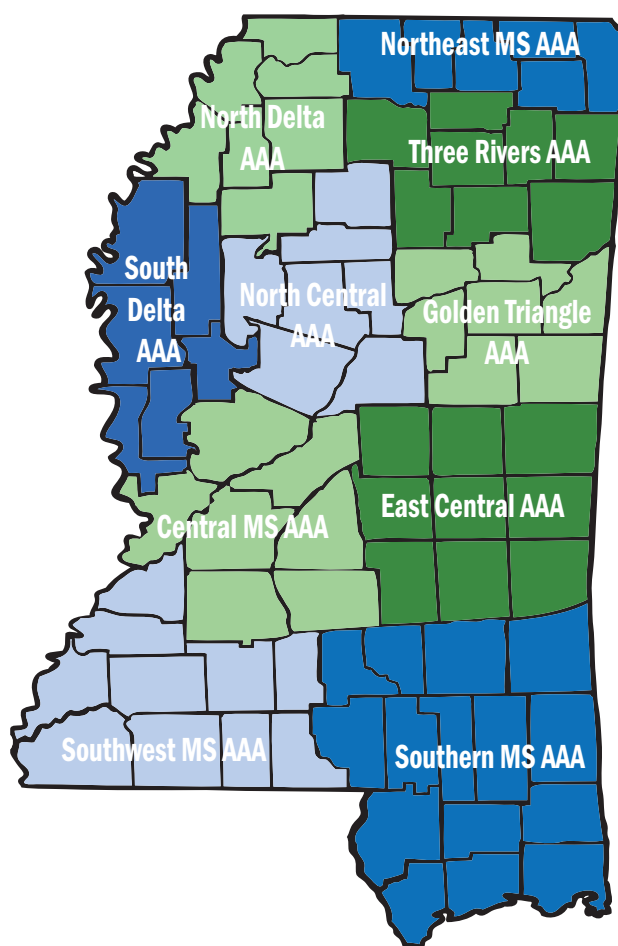 Northeast MS AAA
North Delta
AAA
Three Rivers AAA
South
Delta
AAA
North Central
AAA
Golden Triangle
AAA
Central MS AAA
East Central AAA
Southwest MS AAA
Southern MS AAA